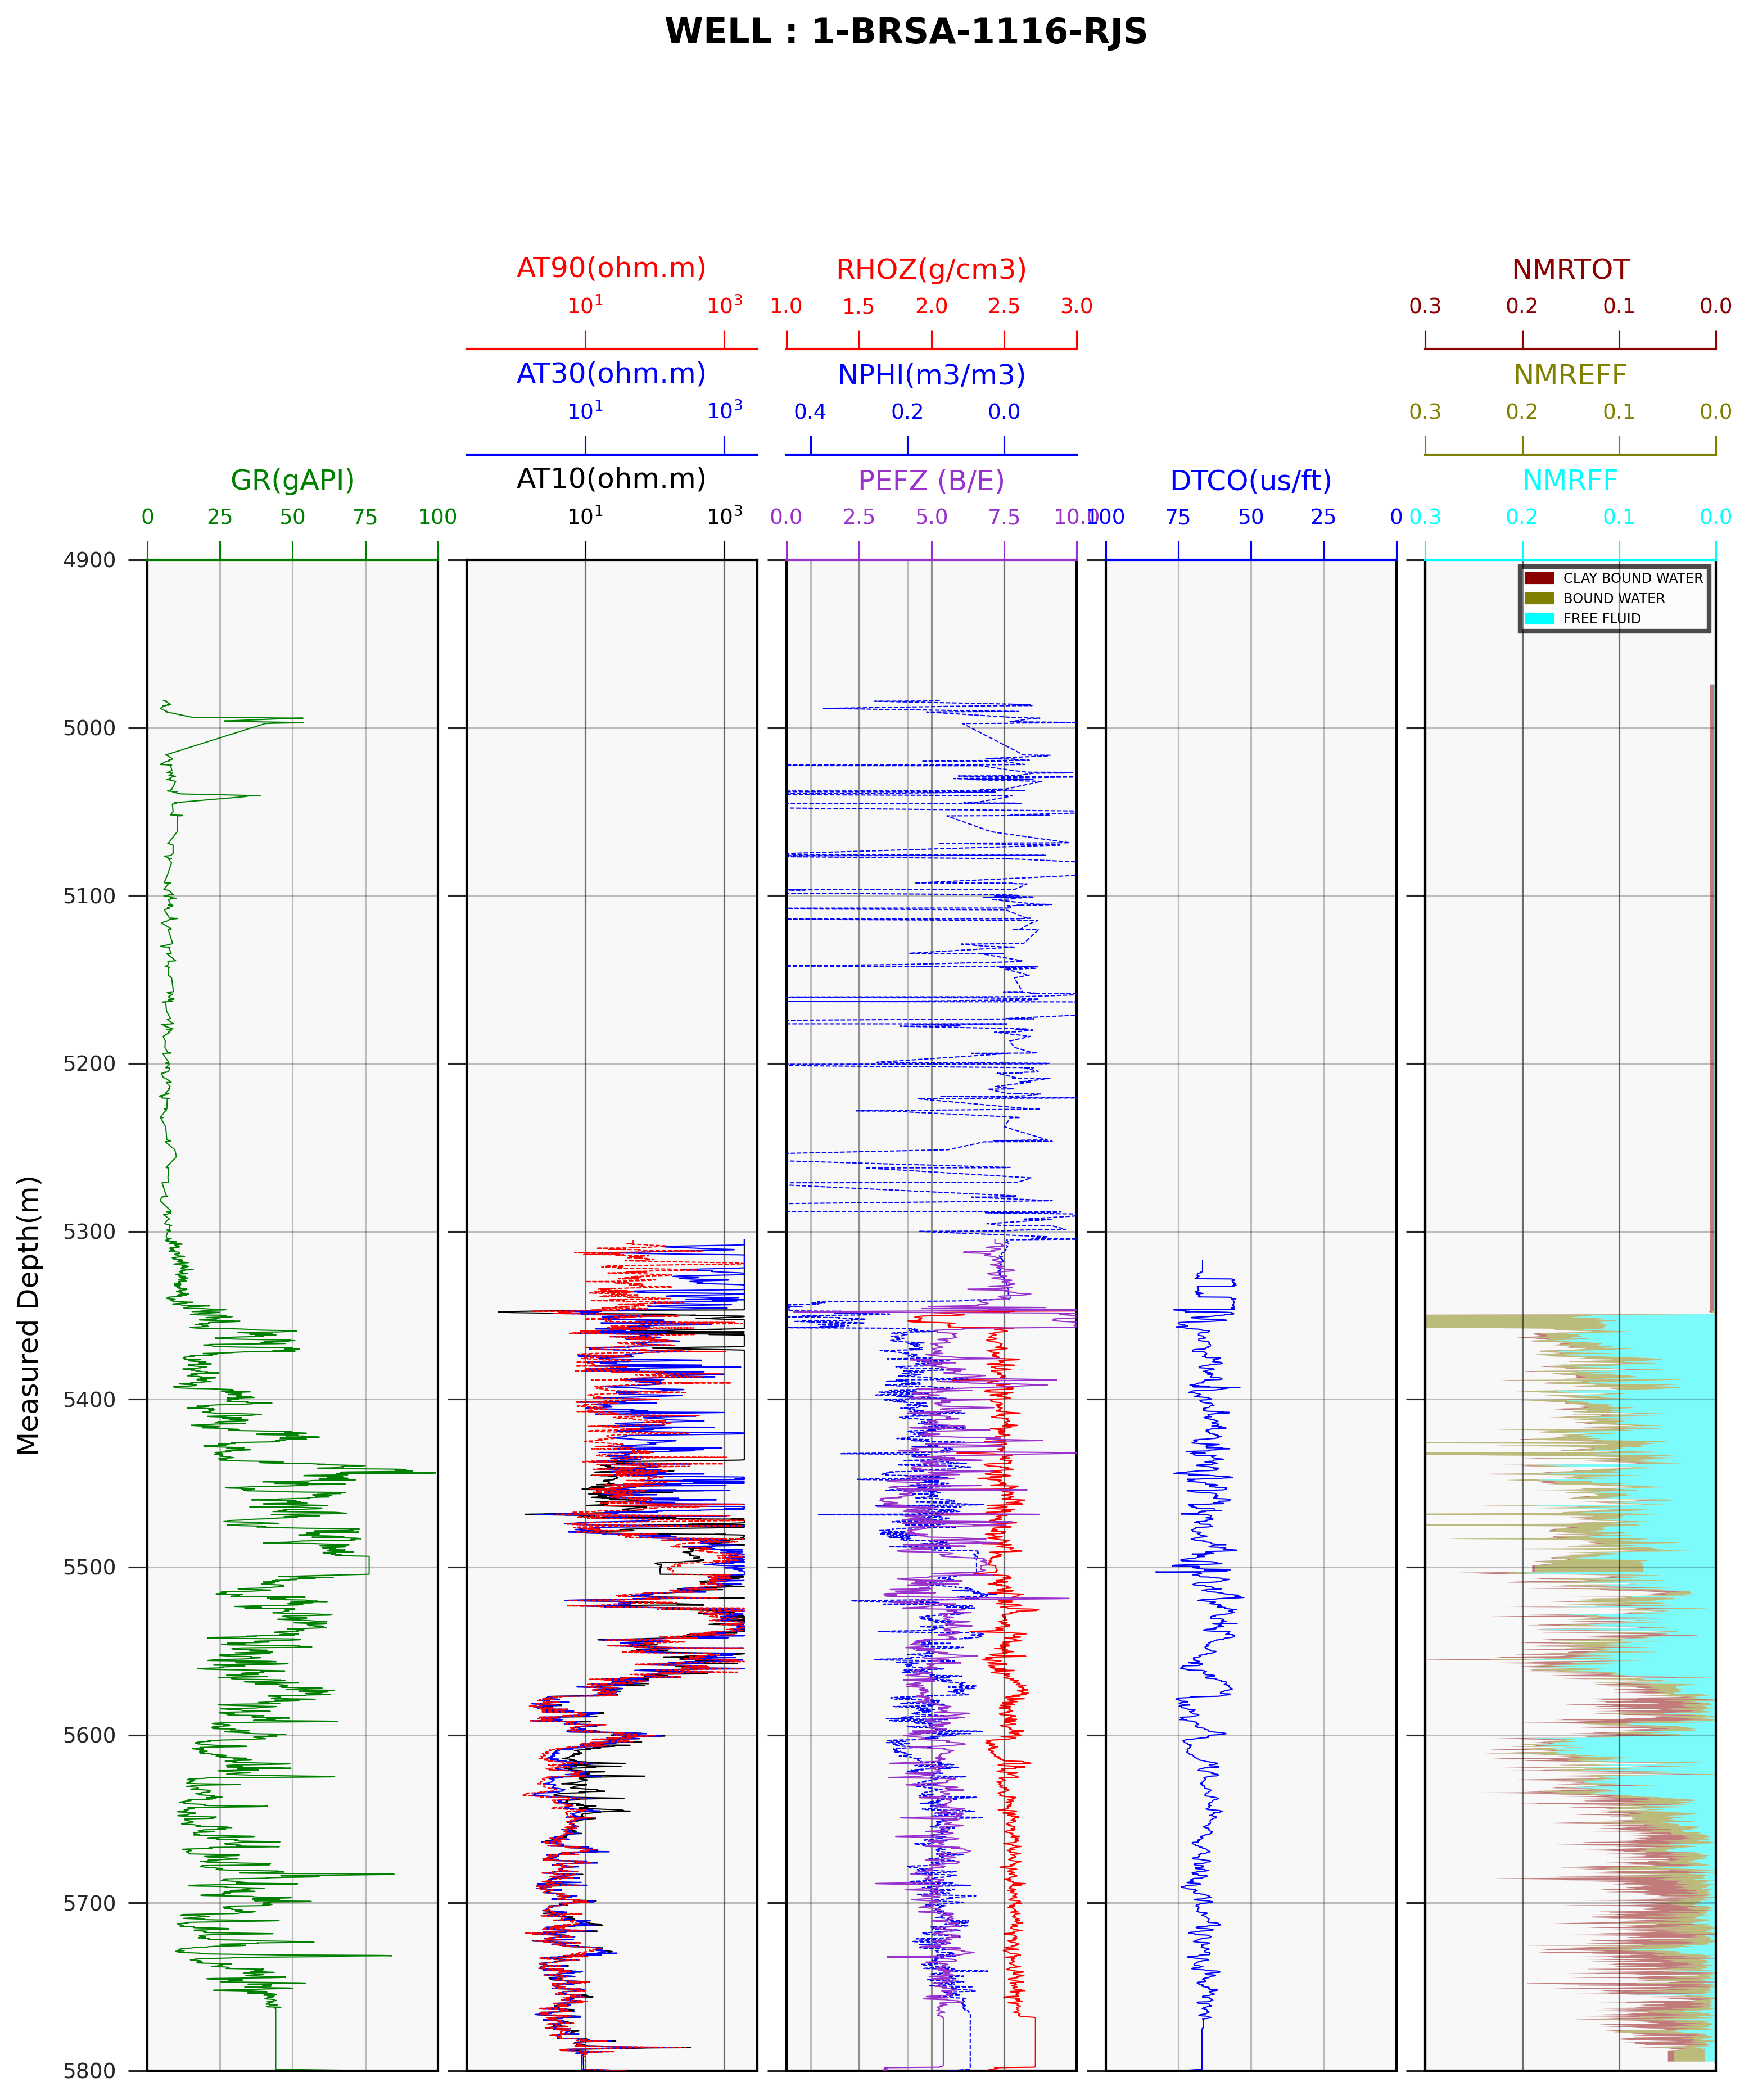 WELL : 1-BRSA-1116-RJS
AT90(ohm.m) RHOZ(g/cm3) NMRTOT
10¹ 10³ 1.0 1.5 2.0 2.5 3.0 0.3 0.2 0.1 0.0
AT30(ohm.m) NPHI(m3/m3) NMREFF
10¹ 10³ 0.4 0.2 0.0 0.3 0.2 0.1 0.0
GR(gAPI) AT10(ohm.m) PEFZ (B/E) DTCO(us/ft) NMRFF
0 25 50 75 100 10¹ 10³ 0.0 2.5 5.0 7.5 10.0 100 75 50 25 0 0.3 0.2 0.1 0.0
4900
CLAY BOUND WATER
BOUND WATER
FREE FLUID
5000
5100
5200
5300
Measured Depth(m)
5400
5500
5600
5700
5800